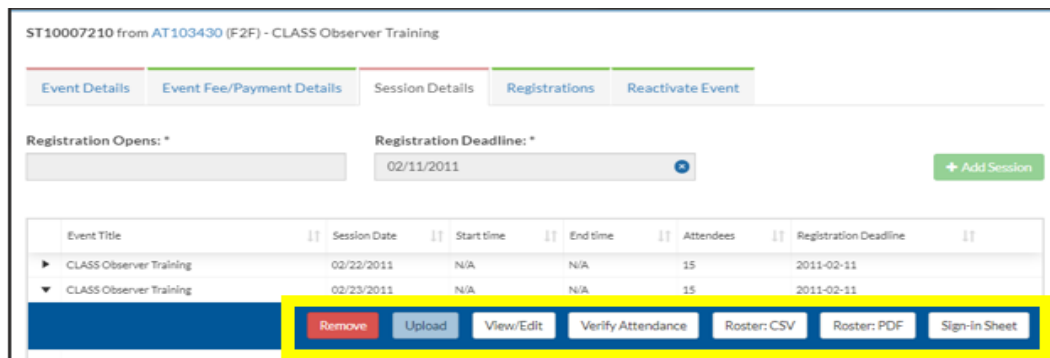 ST10007210 from AT103430 (F2F) - CLASS Observer Training
Event Details Event Fee/Payment Details Session Details Registrations Reactivate Event
Registration Opens: * Registration Deadline: *
02/11/2011 + Add Session
Event Title Session Date Start time End time Attendees Registration Deadline
CLASS Observer Training 02/22/2011 N/A N/A 15 2011-02-11
CLASS Observer Training 02/23/2011 N/A N/A 15 2011-02-11
Remove Upload View/Edit Verify Attendance Roster: CSV Roster: PDF Sign-in Sheet